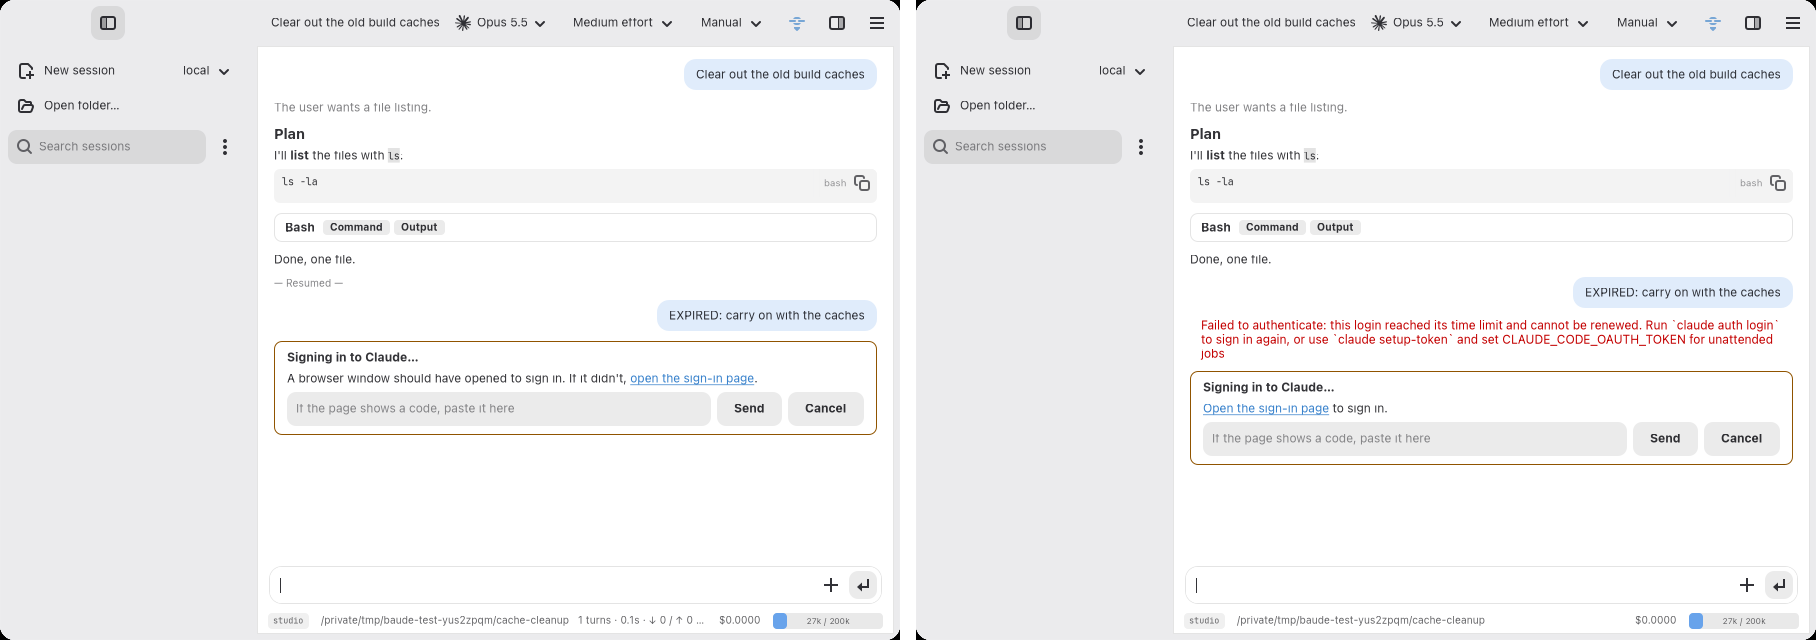 Clear out the old build caches
Opus 5.5
Medium effort
Manual
New session
local
Open folder...
Search sessions
Clear out the old build caches
The user wants a file listing.
Plan
I'll list the files with ls.
ls -la
bash
Bash Command Output
Done, one file.
— Resumed —
EXPIRED: carry on with the caches
Signing in to Claude...
A browser window should have opened to sign in. If it didn't, open the sign-in page.
If the page shows a code, paste it here
Send
Cancel
studio
/private/tmp/baude-test-yus2zpqm/cache-cleanup
1 turns · 0.1s · ↓ 0 / ↑ 0 ...
$0.0000
27k / 200k
Clear out the old build caches
Opus 5.5
Medium effort
Manual
New session
local
Open folder...
Search sessions
Clear out the old build caches
The user wants a file listing.
Plan
I'll list the files with ls.
ls -la
bash
Bash Command Output
Done, one file.
EXPIRED: carry on with the caches
Failed to authenticate: this login reached its time limit and cannot be renewed. Run `claude auth login`
to sign in again, or use `claude setup-token` and set CLAUDE_CODE_OAUTH_TOKEN for unattended
jobs
Signing in to Claude...
Open the sign-in page to sign in.
If the page shows a code, paste it here
Send
Cancel
studio
/private/tmp/baude-test-yus2zpqm/cache-cleanup
$0.0000
27k / 200k